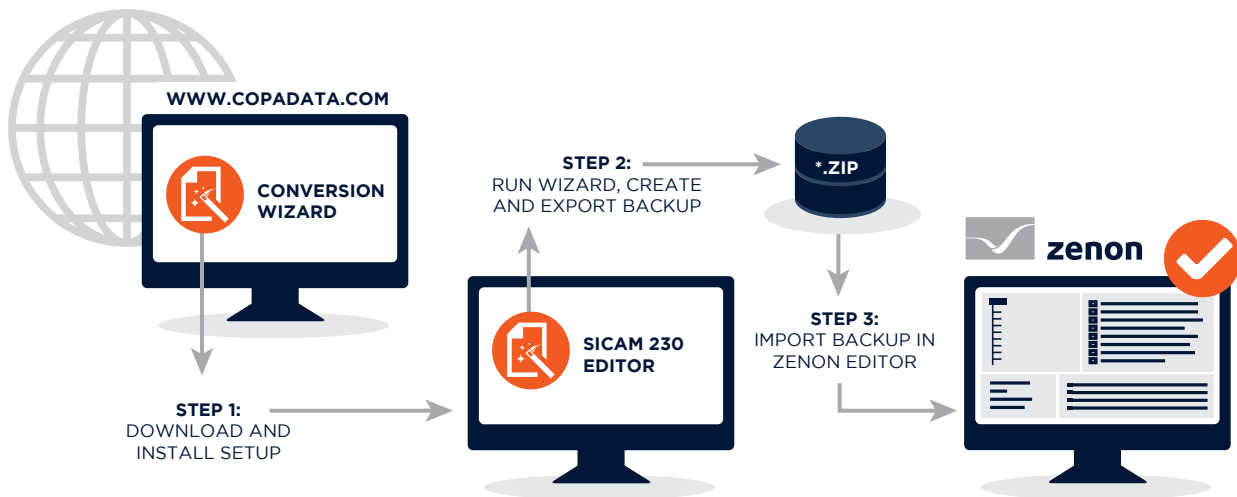 WWW.COPADATA.COM
CONVERSION
WIZARD
STEP 1:
DOWNLOAD AND
INSTALL SETUP
SICAM 230
EDITOR
STEP 2:
RUN WIZARD, CREATE
AND EXPORT BACKUP
*.ZIP
STEP 3:
IMPORT BACKUP IN
ZENON EDITOR
zenon